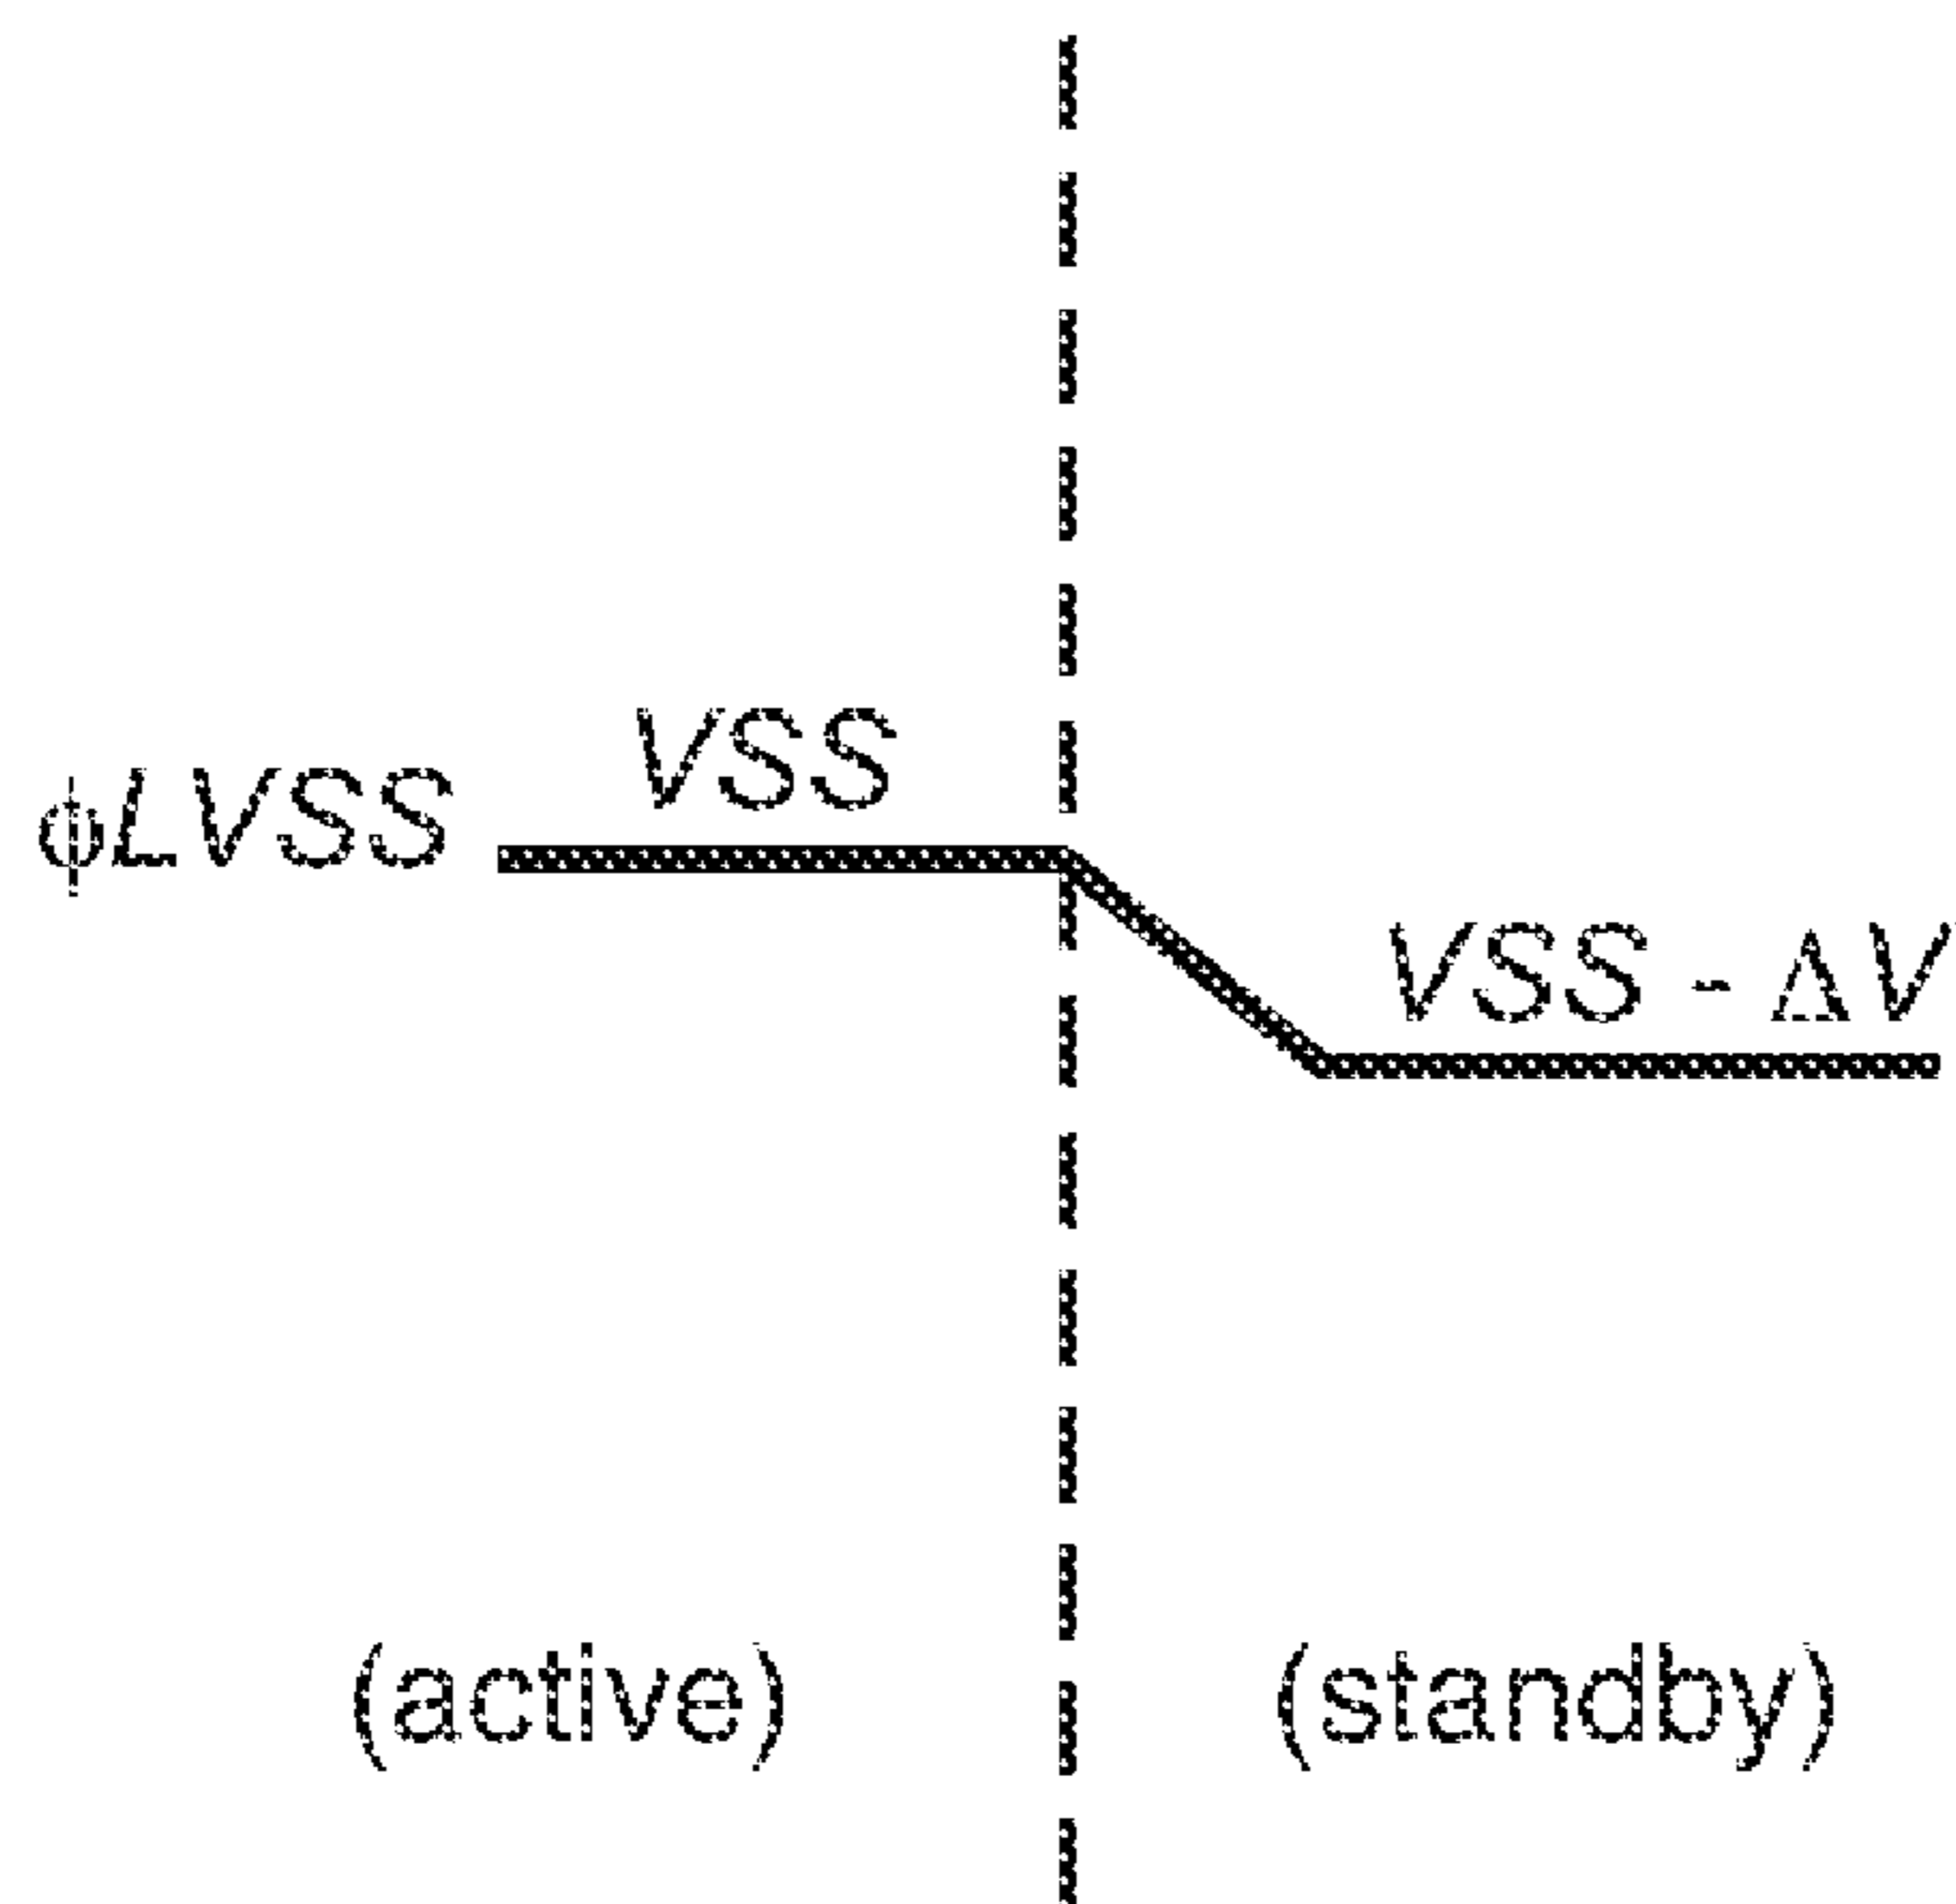 VSS
ϕLVSS
VSS - ΔV
(active)
(standby)